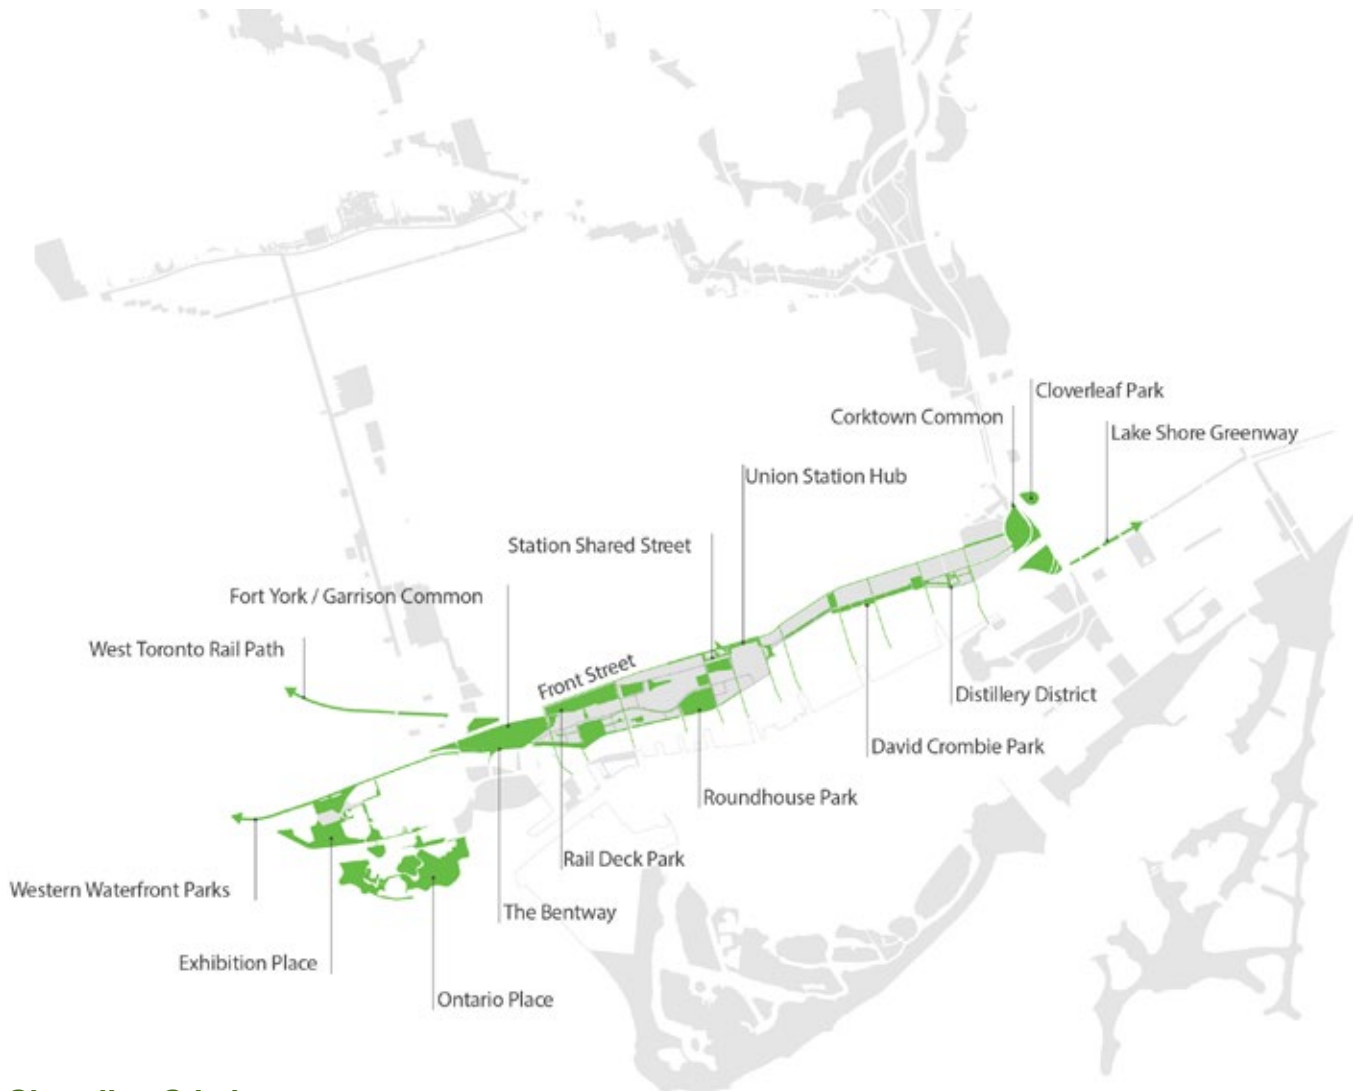 Cloverleaf Park
Corktown Common
Lake Shore Greenway
Union Station Hub
Station Shared Street
Fort York / Garrison Common
West Toronto Rail Path
Front Street
Distillery District
David Crombie Park
Roundhouse Park
Rail Deck Park
Western Waterfront Parks
The Bentway
Exhibition Place
Ontario Place